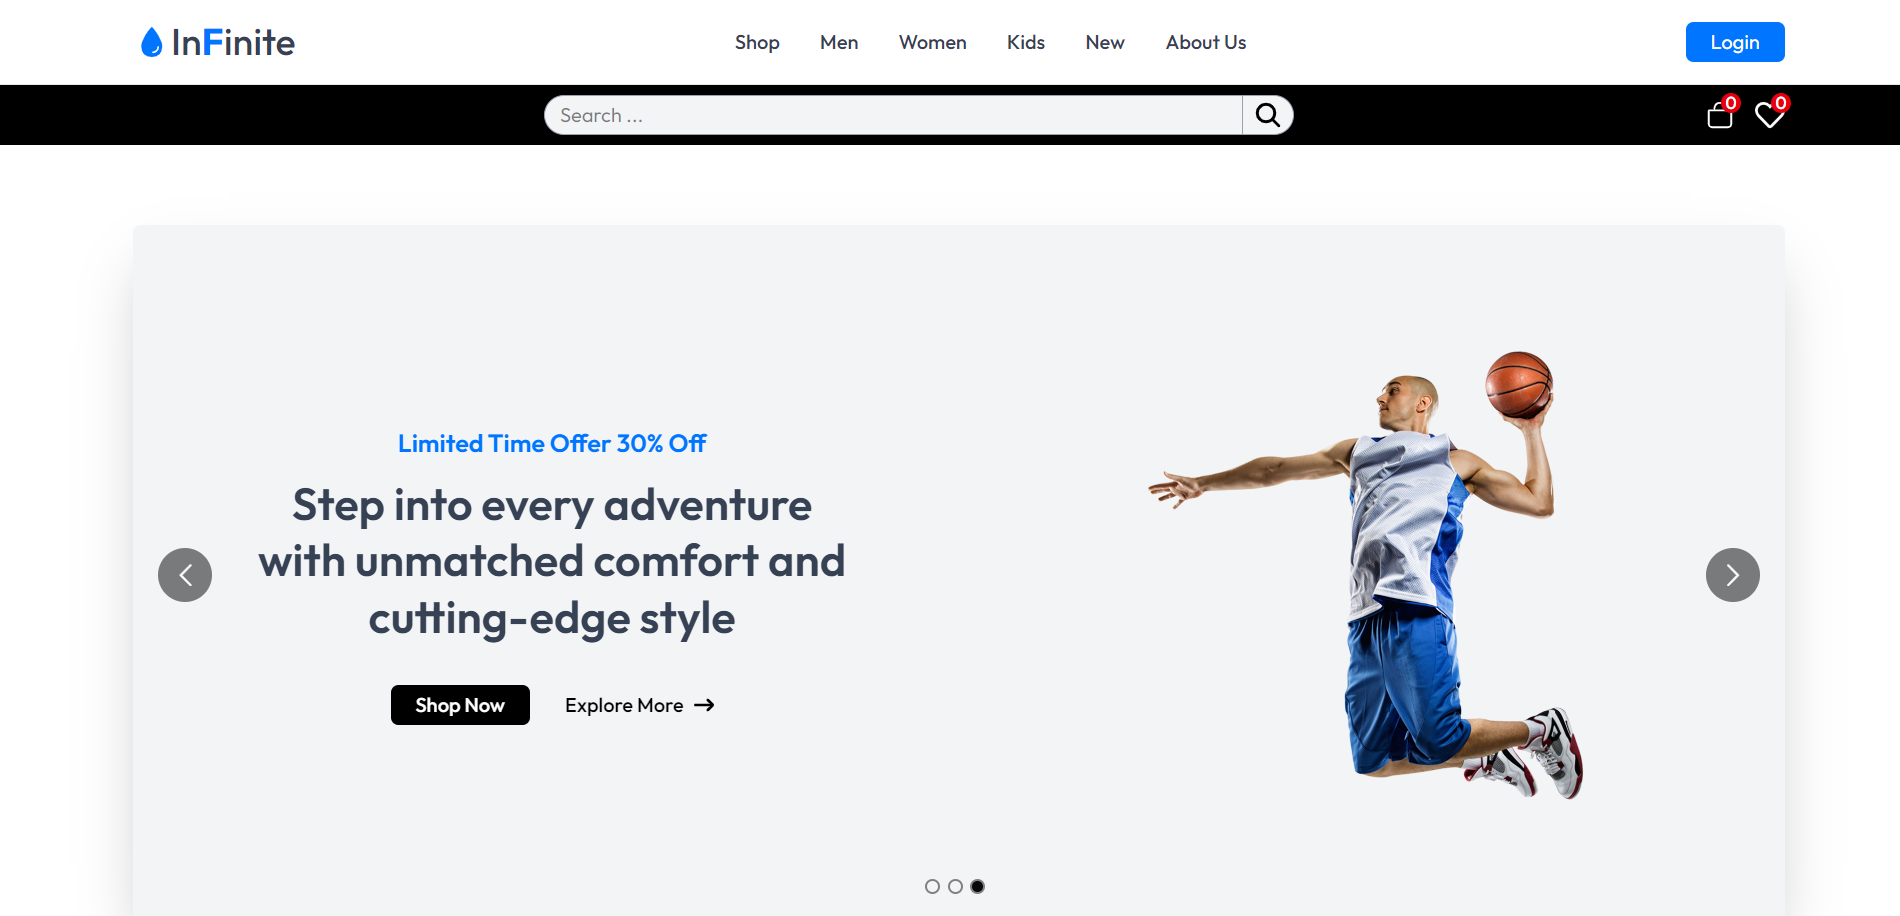 InFinite
Shop Men Women Kids New About Us
Login
Search ...
0 0
Limited Time Offer 30% Off
Step into every adventure
with unmatched comfort and
cutting-edge style
Shop Now Explore More